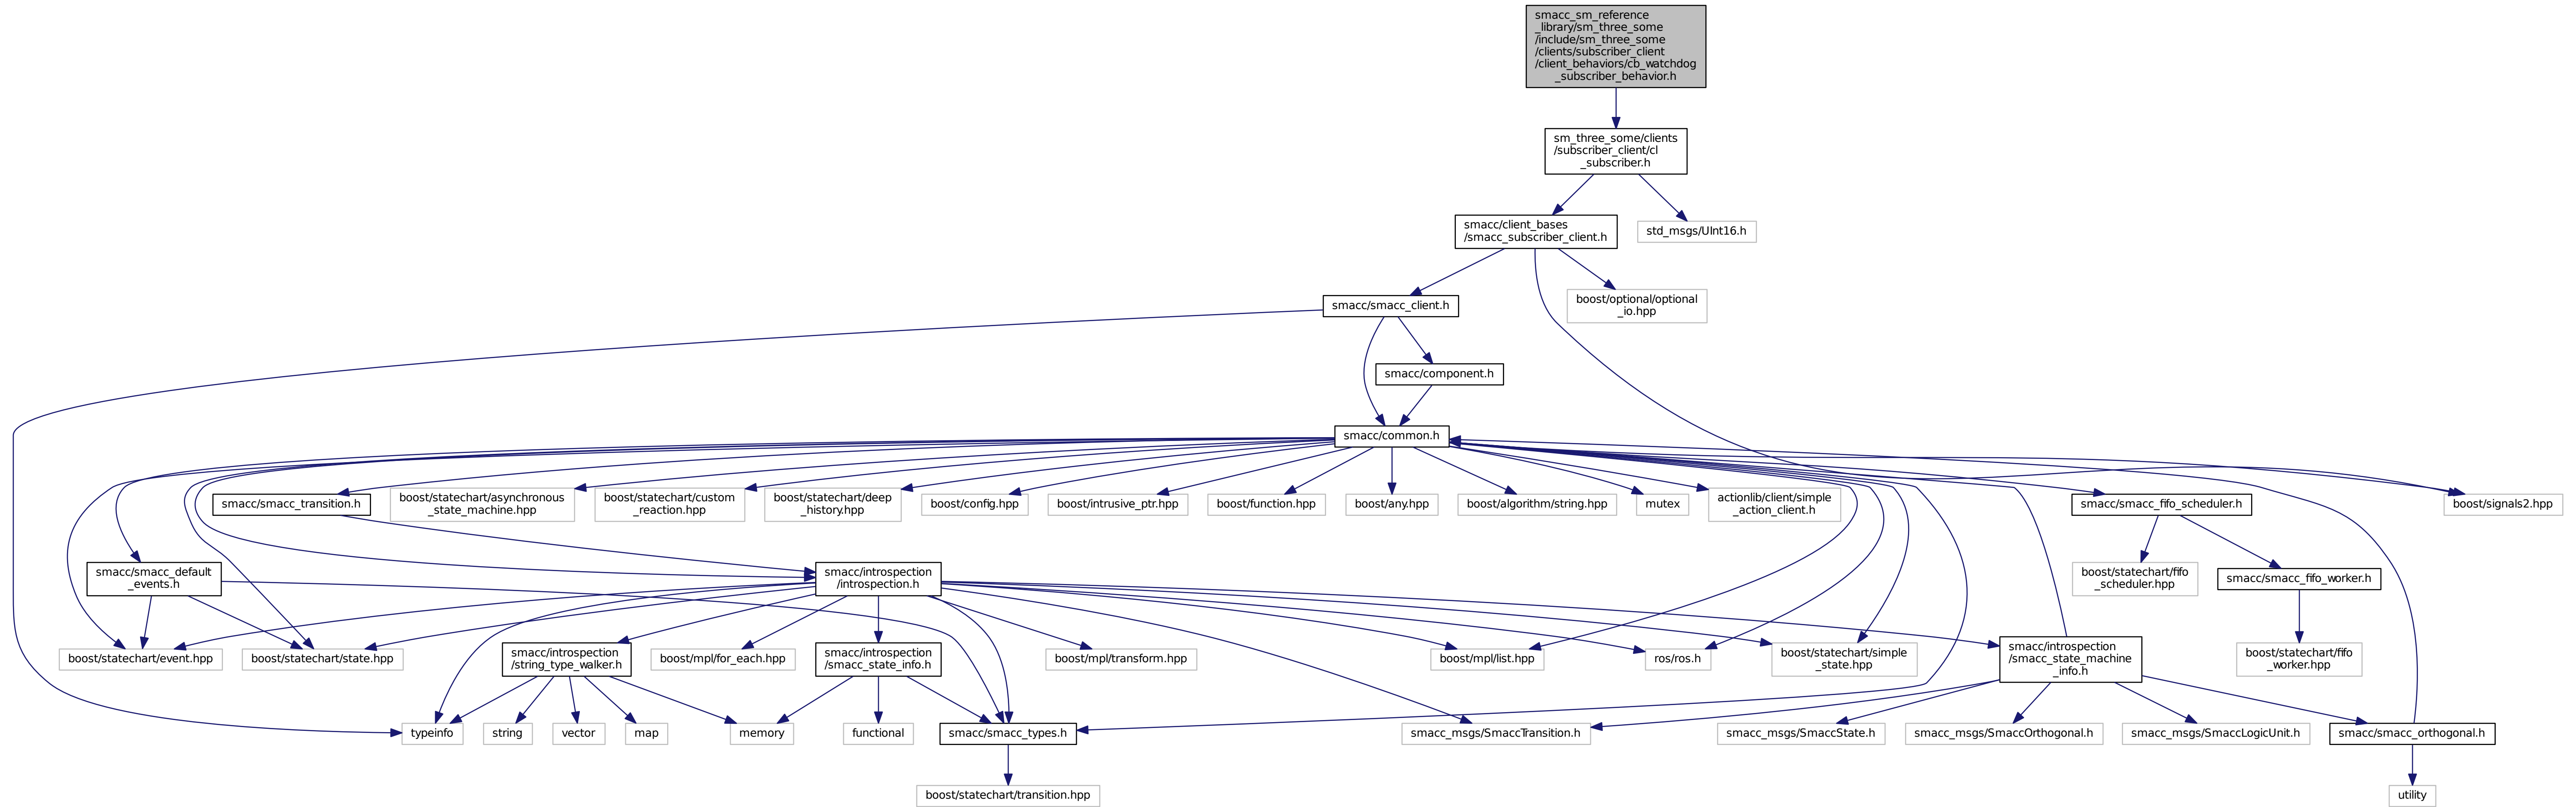 smacc_sm_reference
_library/sm_three_some
/include/sm_three_some
/clients/subscriber_client
/client_behaviors/cb_watchdog
_subscriber_behavior.h
sm_three_some/clients
/subscriber_client/cl
_subscriber.h
smacc/client_bases
/smacc_subscriber_client.h
std_msgs/UInt16.h
smacc/smacc_client.h
boost/optional/optional
_io.hpp
smacc/component.h
smacc/common.h
smacc/smacc_transition.h
boost/statechart/asynchronous
_state_machine.hpp
boost/statechart/custom
_reaction.hpp
boost/statechart/deep
_history.hpp
boost/config.hpp
boost/intrusive_ptr.hpp
boost/function.hpp
boost/any.hpp
boost/algorithm/string.hpp
mutex
actionlib/client/simple
_action_client.h
smacc/smacc_fifo_scheduler.h
boost/signals2.hpp
smacc/smacc_default
_events.h
smacc/introspection
/introspection.h
boost/statechart/fifo
_scheduler.hpp
smacc/smacc_fifo_worker.h
boost/statechart/event.hpp
boost/statechart/state.hpp
smacc/introspection
/string_type_walker.h
boost/mpl/for_each.hpp
smacc/introspection
/smacc_state_info.h
boost/mpl/transform.hpp
boost/mpl/list.hpp
ros/ros.h
boost/statechart/simple
_state.hpp
smacc/introspection
/smacc_state_machine
_info.h
boost/statechart/fifo
_worker.hpp
typeinfo
string
vector
map
memory
functional
smacc/smacc_types.h
smacc_msgs/SmaccTransition.h
smacc_msgs/SmaccState.h
smacc_msgs/SmaccOrthogonal.h
smacc_msgs/SmaccLogicUnit.h
smacc/smacc_orthogonal.h
boost/statechart/transition.hpp
utility